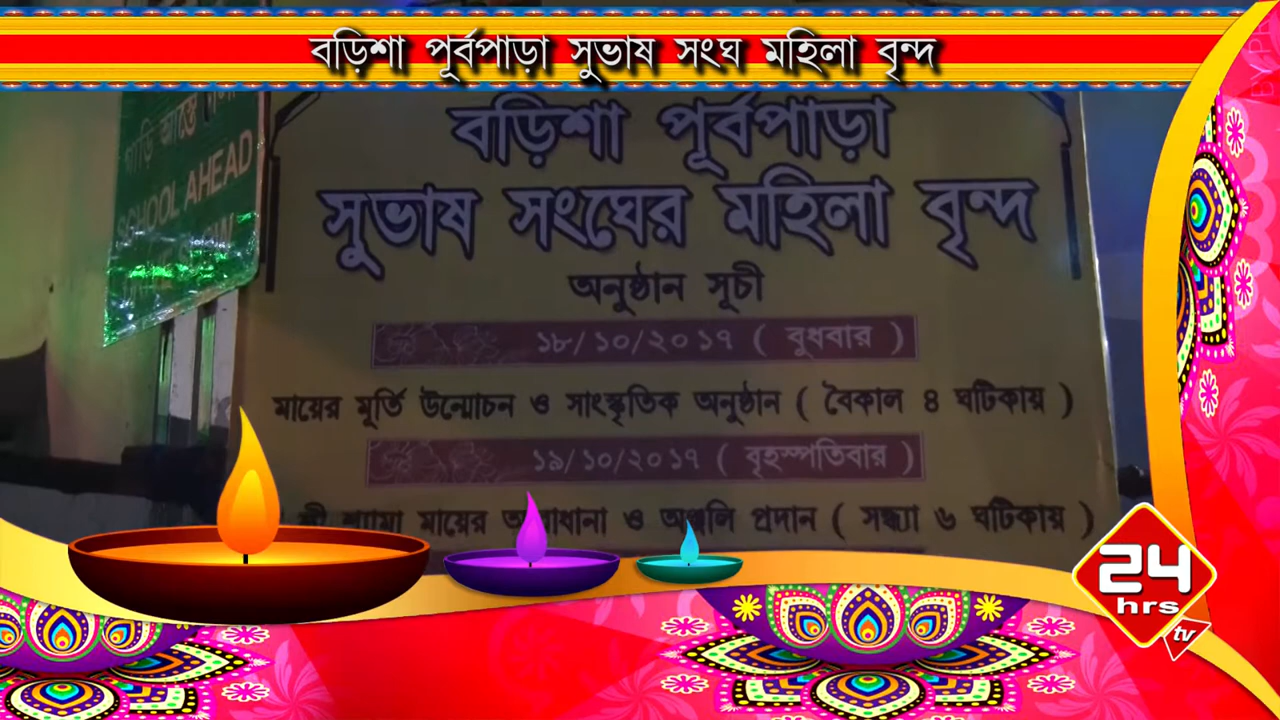 বড়িশা পূর্বপাড়া সুভাষ সংঘ মহিলা বৃন্দ
বড়িশা পূর্বপাড়া
সুভাষ সংঘের মহিলা বৃন্দ
অনুষ্ঠান সূচী
১৮/১০/২০১৭ ( বুধবার )
মায়ের মূর্তি উন্মোচন ও সাংস্কৃতিক অনুষ্ঠান ( বৈকাল ৪ ঘটিকায় )
১৯/১০/২০১৭ ( বৃহস্পতিবার )
শ্যামা মায়ের ও অঞ্জলি প্রদান ( সন্ধ্যা ৬ ঘটিকায় )
গাড়ি আস্তে
SCHOOL AHEAD
24
hrs
tv